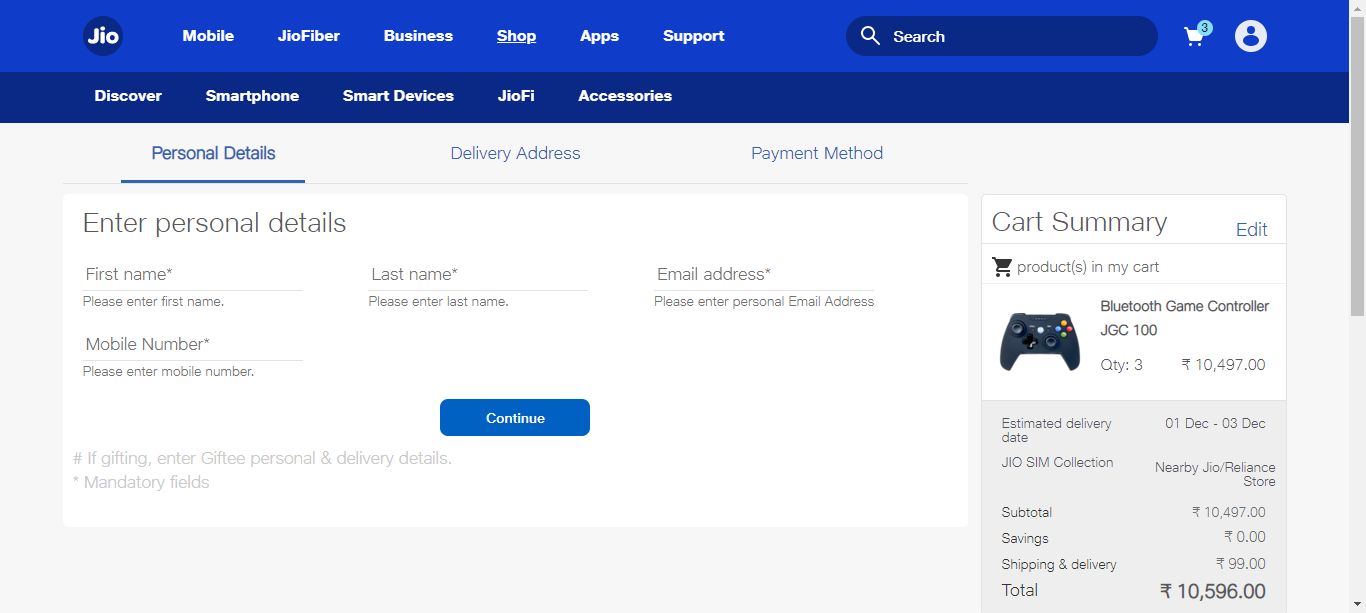 Jio
Mobile JioFiber Business Shop Apps Support
Search
3
Discover Smartphone Smart Devices JioFi Accessories
Personal Details Delivery Address Payment Method
Enter personal details
First name* Last name* Email address*
Please enter first name. Please enter last name. Please enter personal Email Address
Mobile Number*
Please enter mobile number.
Continue
# If gifting, enter Giftee personal & delivery details.
* Mandatory fields
Cart Summary Edit
product(s) in my cart
Bluetooth Game Controller
JGC 100
Qty: 3 ₹ 10,497.00
Estimated delivery
date
01 Dec - 03 Dec
JIO SIM Collection
Nearby Jio/Reliance
Store
Subtotal ₹ 10,497.00
Savings ₹ 0.00
Shipping & delivery ₹ 99.00
Total ₹ 10,596.00